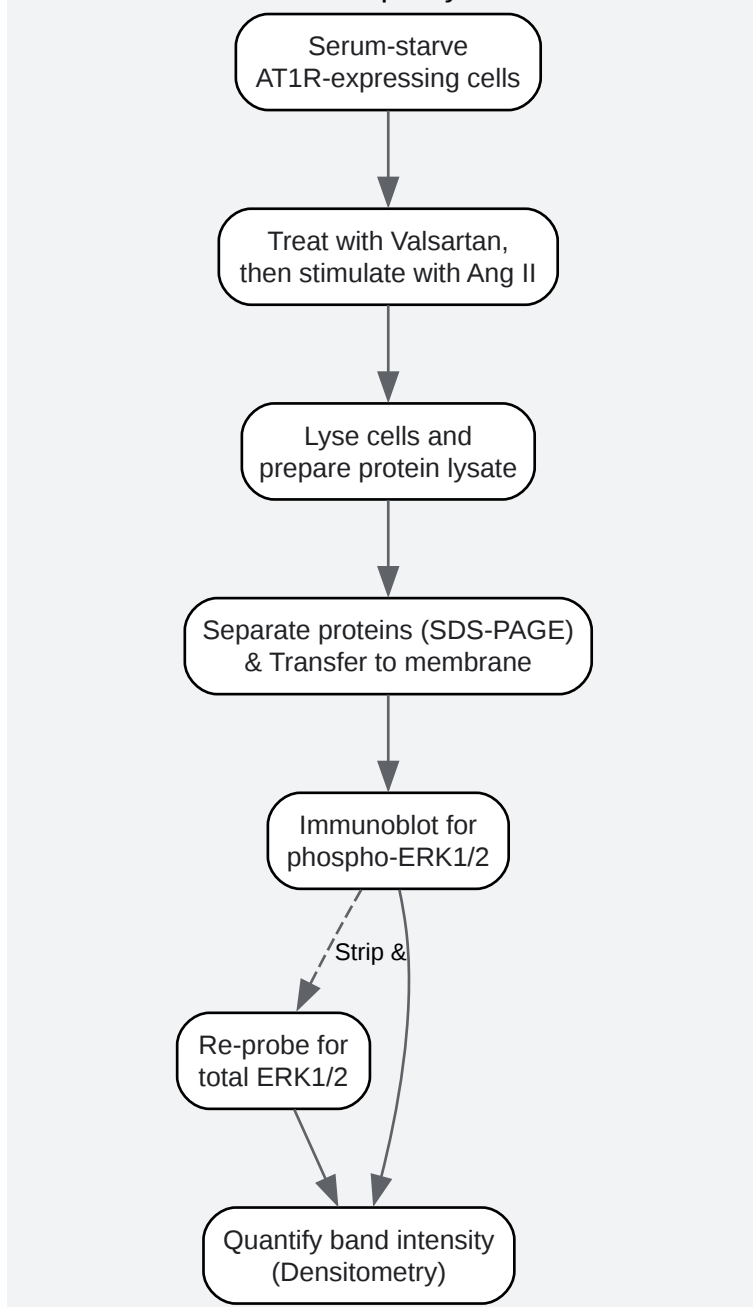 Serum-starve
AT1R-expressing cells
Treat with Valsartan,
then stimulate with Ang II
Lyse cells and
prepare protein lysate
Separate proteins (SDS-PAGE)
& Transfer to membrane
Immunoblot for
phospho-ERK1/2
Strip &
Re-probe for
total ERK1/2
Quantify band intensity
(Densitometry)